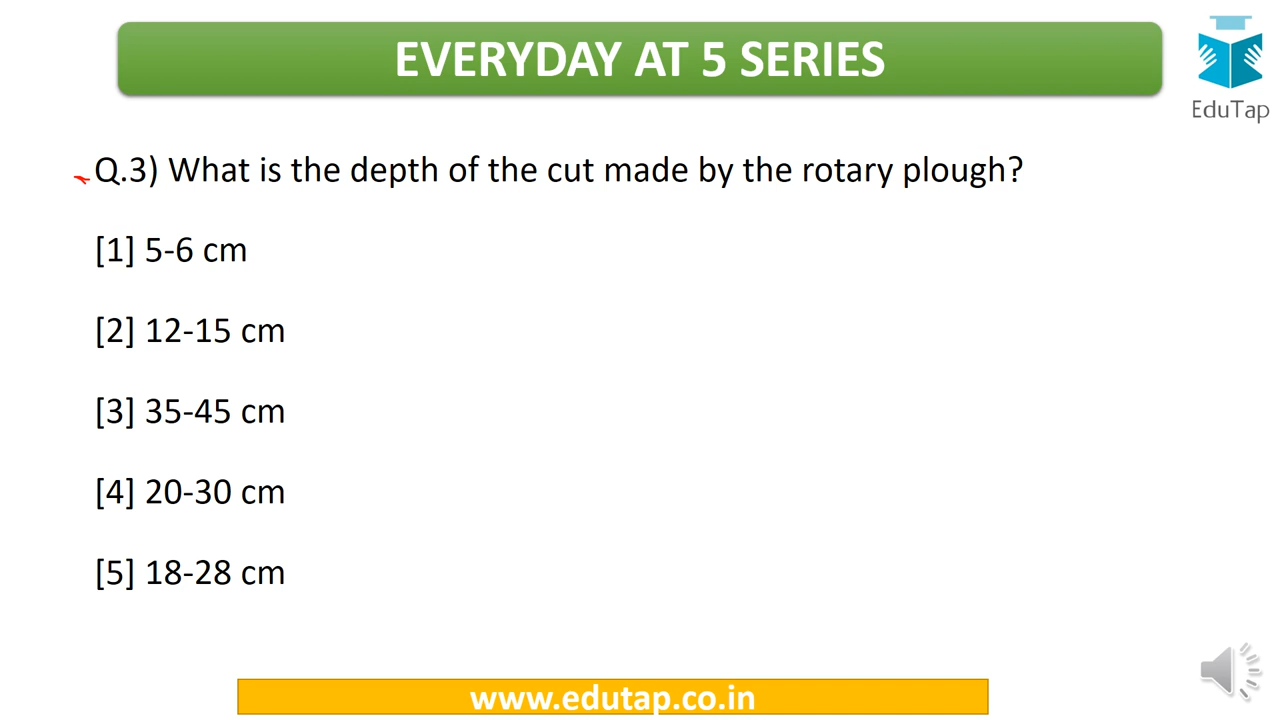 EVERYDAY AT 5 SERIES
EduTap
Q.3) What is the depth of the cut made by the rotary plough?
[1] 5-6 cm
[2] 12-15 cm
[3] 35-45 cm
[4] 20-30 cm
[5] 18-28 cm
www.edutap.co.in